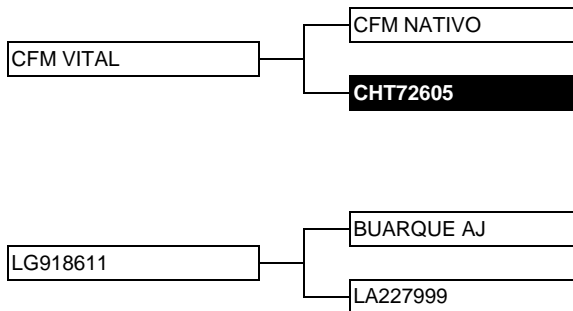 CFM NATIVO
CFM VITAL
CHT72605
BUARQUE AJ
LG918611
LA227999